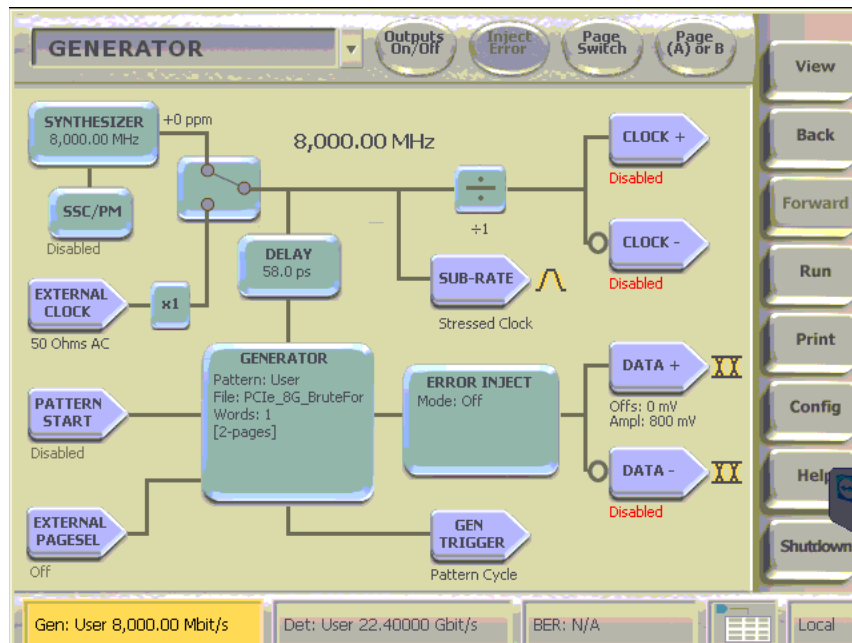 GENERATOR
Outputs
On/Off
Inject
Error
Page
Switch
Page
(A) or B
View
Back
Forward
Run
Print
Config
Help
Shutdown
SYNTHESIZER
8,000.00 MHz
+0 ppm
8,000.00 MHz
SSC/PM
Disabled
EXTERNAL
CLOCK
x1
50 Ohms AC
DELAY
58.0 ps
÷
÷1
CLOCK +
Disabled
CLOCK -
Disabled
SUB-RATE
Stressed Clock
PATTERN
START
Disabled
GENERATOR
Pattern: User
File: PCIe_8G_BruteFor
Words: 1
[2-pages]
ERROR INJECT
Mode: Off
DATA +
Offs: 0 mV
Ampl: 800 mV
DATA -
Disabled
EXTERNAL
PAGESEL
Off
GEN
TRIGGER
Pattern Cycle
Gen: User 8,000.00 Mbit/s
Det: User 22.40000 Gbit/s
BER: N/A
Local